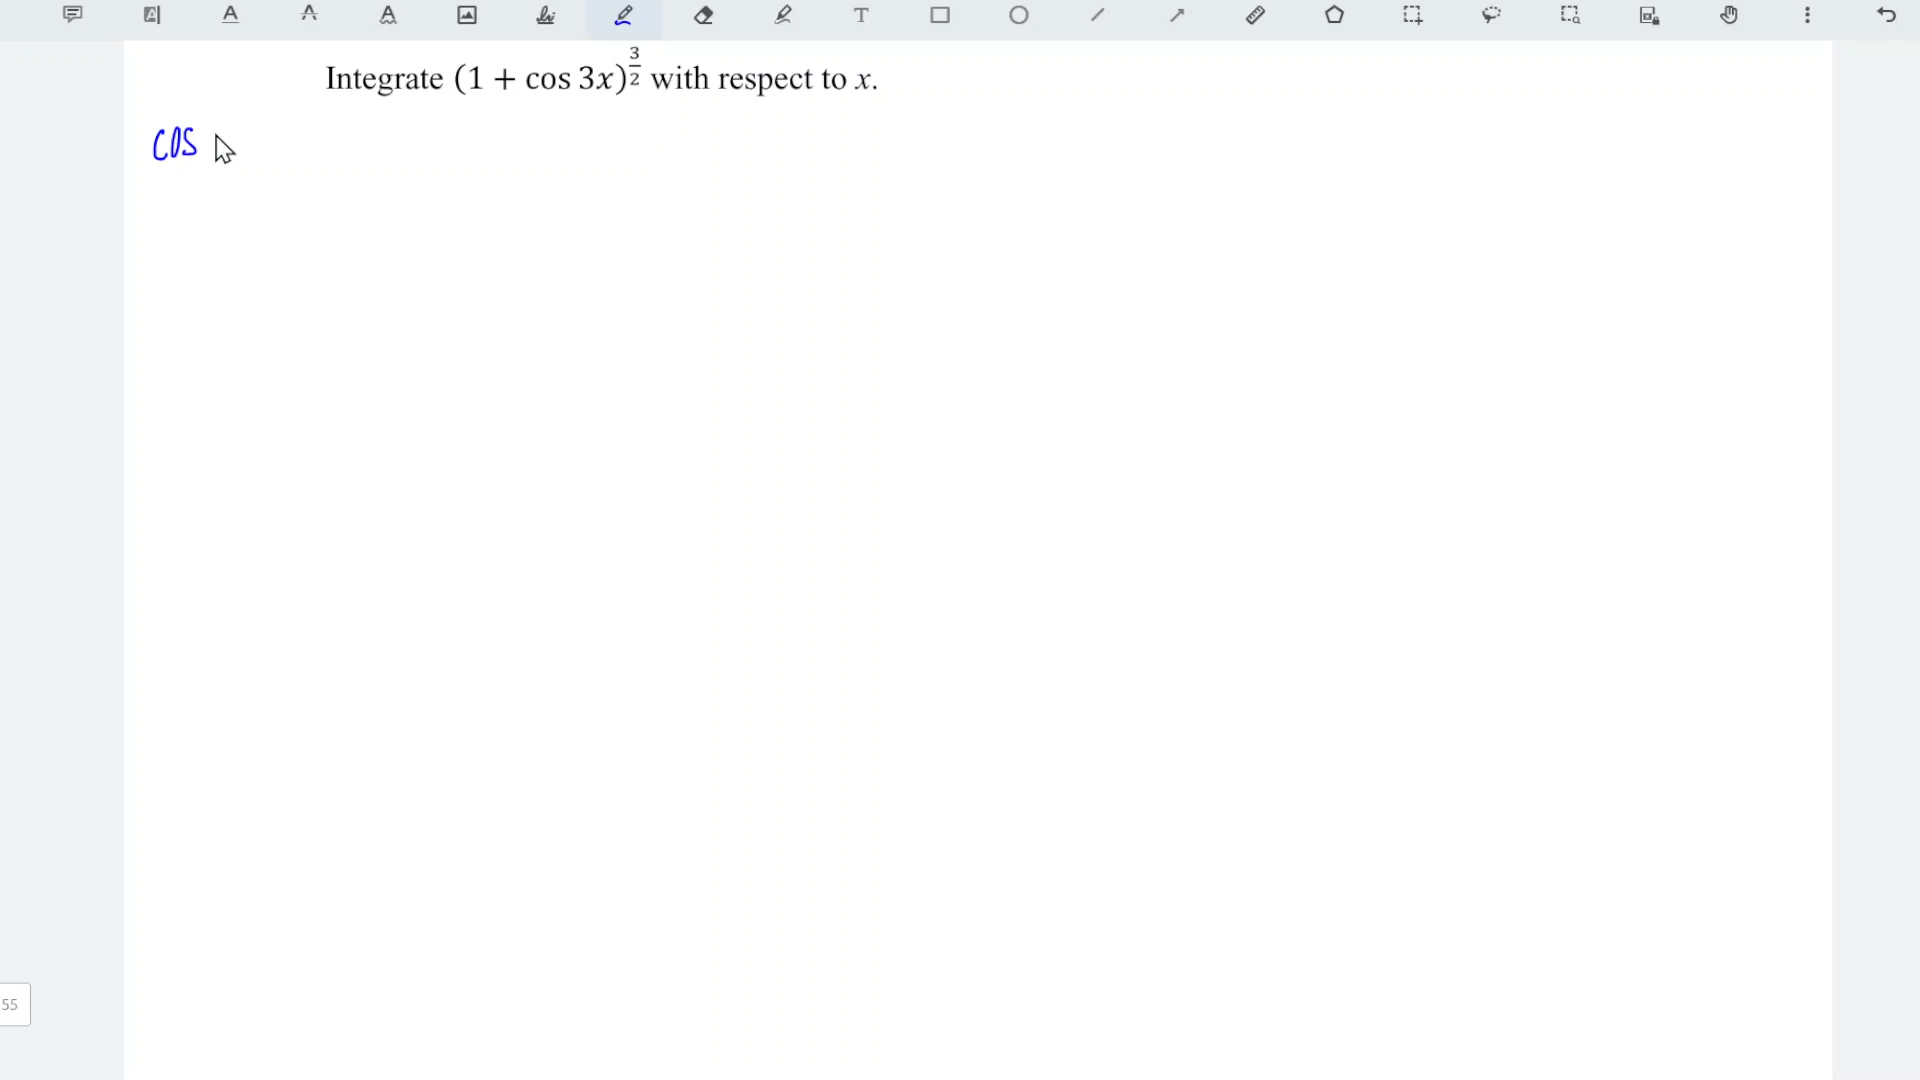 Integrate (1 + cos 3x)^{3/2} with respect to x.
cos
55